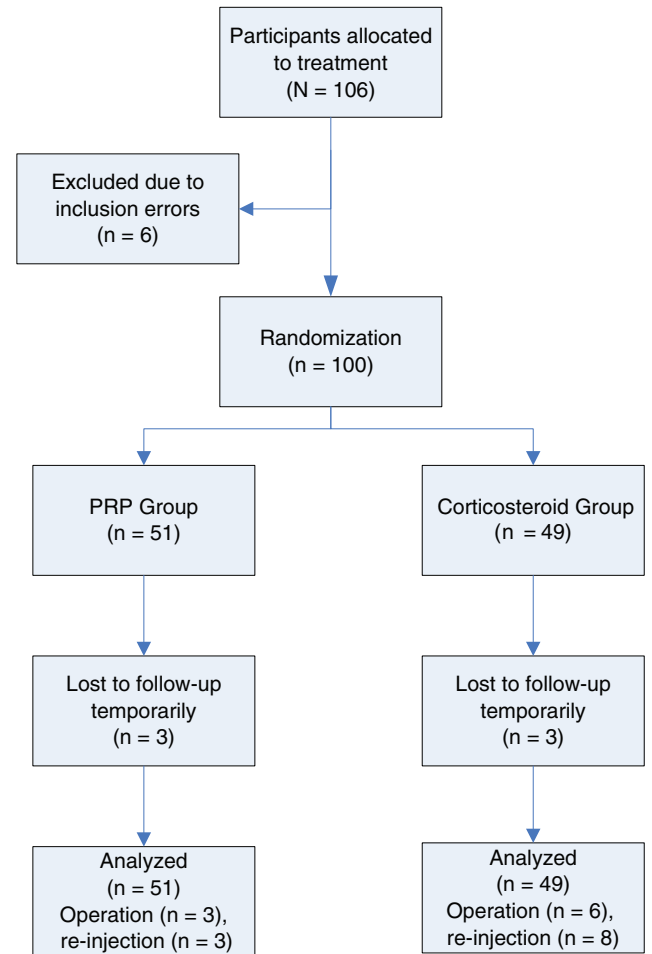 Participants allocated
to treatment
(N = 106)
Excluded due to
inclusion errors
(n = 6)
Randomization
(n = 100)
PRP Group
(n = 51)
Corticosteroid Group
(n = 49)
Lost to follow-up
temporarily
(n = 3)
Lost to follow-up
temporarily
(n = 3)
Analyzed
(n = 51)
Operation (n = 3),
re-injection (n = 3)
Analyzed
(n = 49)
Operation (n = 6),
re-injection (n = 8)